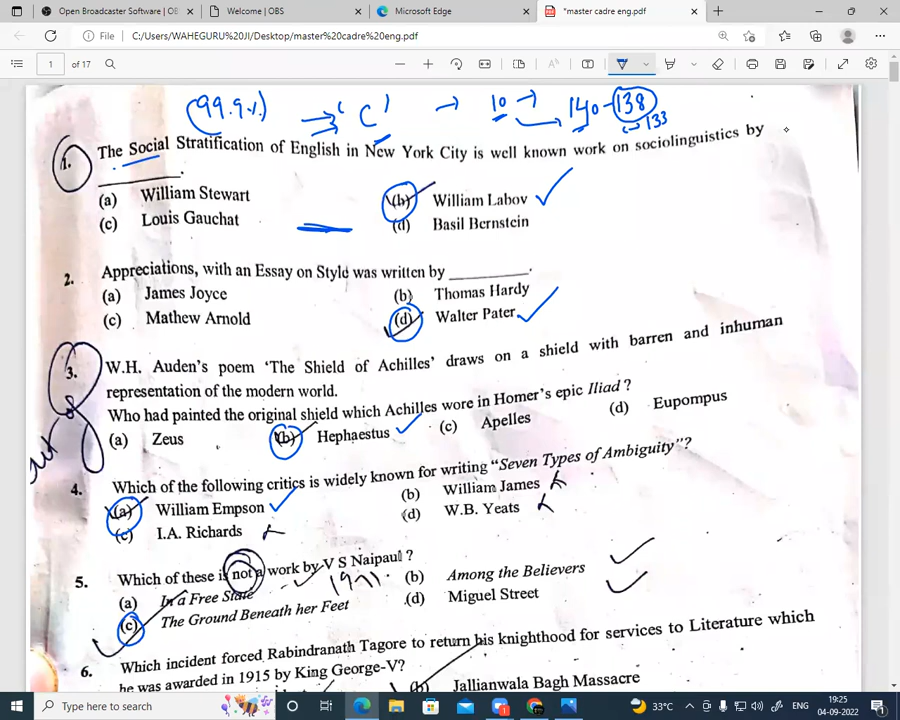 Open Broadcaster Software | OBS
Welcome | OBS
Microsoft Edge
*master cadre eng.pdf
File
C:/Users/WAHEGURU%20JI/Desktop/master%20cadre%20eng.pdf
1 of 17
(99.9%) → 'C' → 10 → 140-138
133
1. The Social Stratification of English in New York City is well known work on sociolinguistics by
____________.
(a) William Stewart (b) William Labov
(c) Louis Gauchat (d) Basil Bernstein
2. Appreciations, with an Essay on Style was written by ____________.
(a) James Joyce (b) Thomas Hardy
(c) Mathew Arnold (d) Walter Pater
3. W.H. Auden's poem 'The Shield of Achilles' draws on a shield with barren and inhuman
representation of the modern world.
Who had painted the original shield which Achilles wore in Homer's epic Iliad ?
(a) Zeus (b) Hephaestus (c) Apelles (d) Eupompus
out of
4. Which of the following critics is widely known for writing "Seven Types of Ambiguity"?
(a) William Empson (b) William James
(c) I.A. Richards (d) W.B. Yeats
5. Which of these is not a work by V S Naipaul ?
(a) In a Free State 1971. (b) Among the Believers
(c) The Ground Beneath her Feet (d) Miguel Street
6. Which incident forced Rabindranath Tagore to return his knighthood for services to Literature which
he was awarded in 1915 by King George-V?
(b) Jallianwala Bagh Massacre
Type here to search
33°C
ENG
19:25
04-09-2022